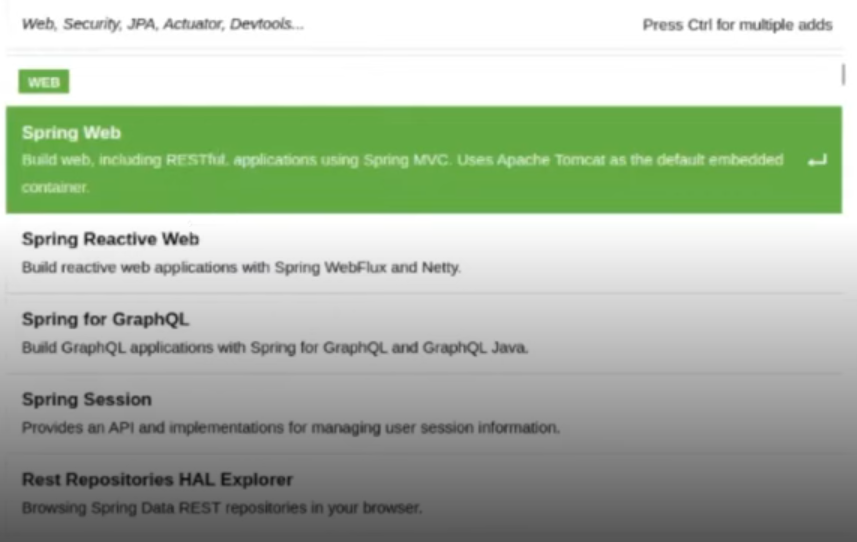 Web, Security, JPA, Actuator, Devtools...
Press Ctrl for multiple adds
WEB
Spring Web
Build web, including RESTful, applications using Spring MVC. Uses Apache Tomcat as the default embedded
container.
Spring Reactive Web
Build reactive web applications with Spring WebFlux and Netty.
Spring for GraphQL
Build GraphQL applications with Spring for GraphQL and GraphQL Java.
Spring Session
Provides an API and implementations for managing user session information.
Rest Repositories HAL Explorer
Browsing Spring Data REST repositories in your browser.